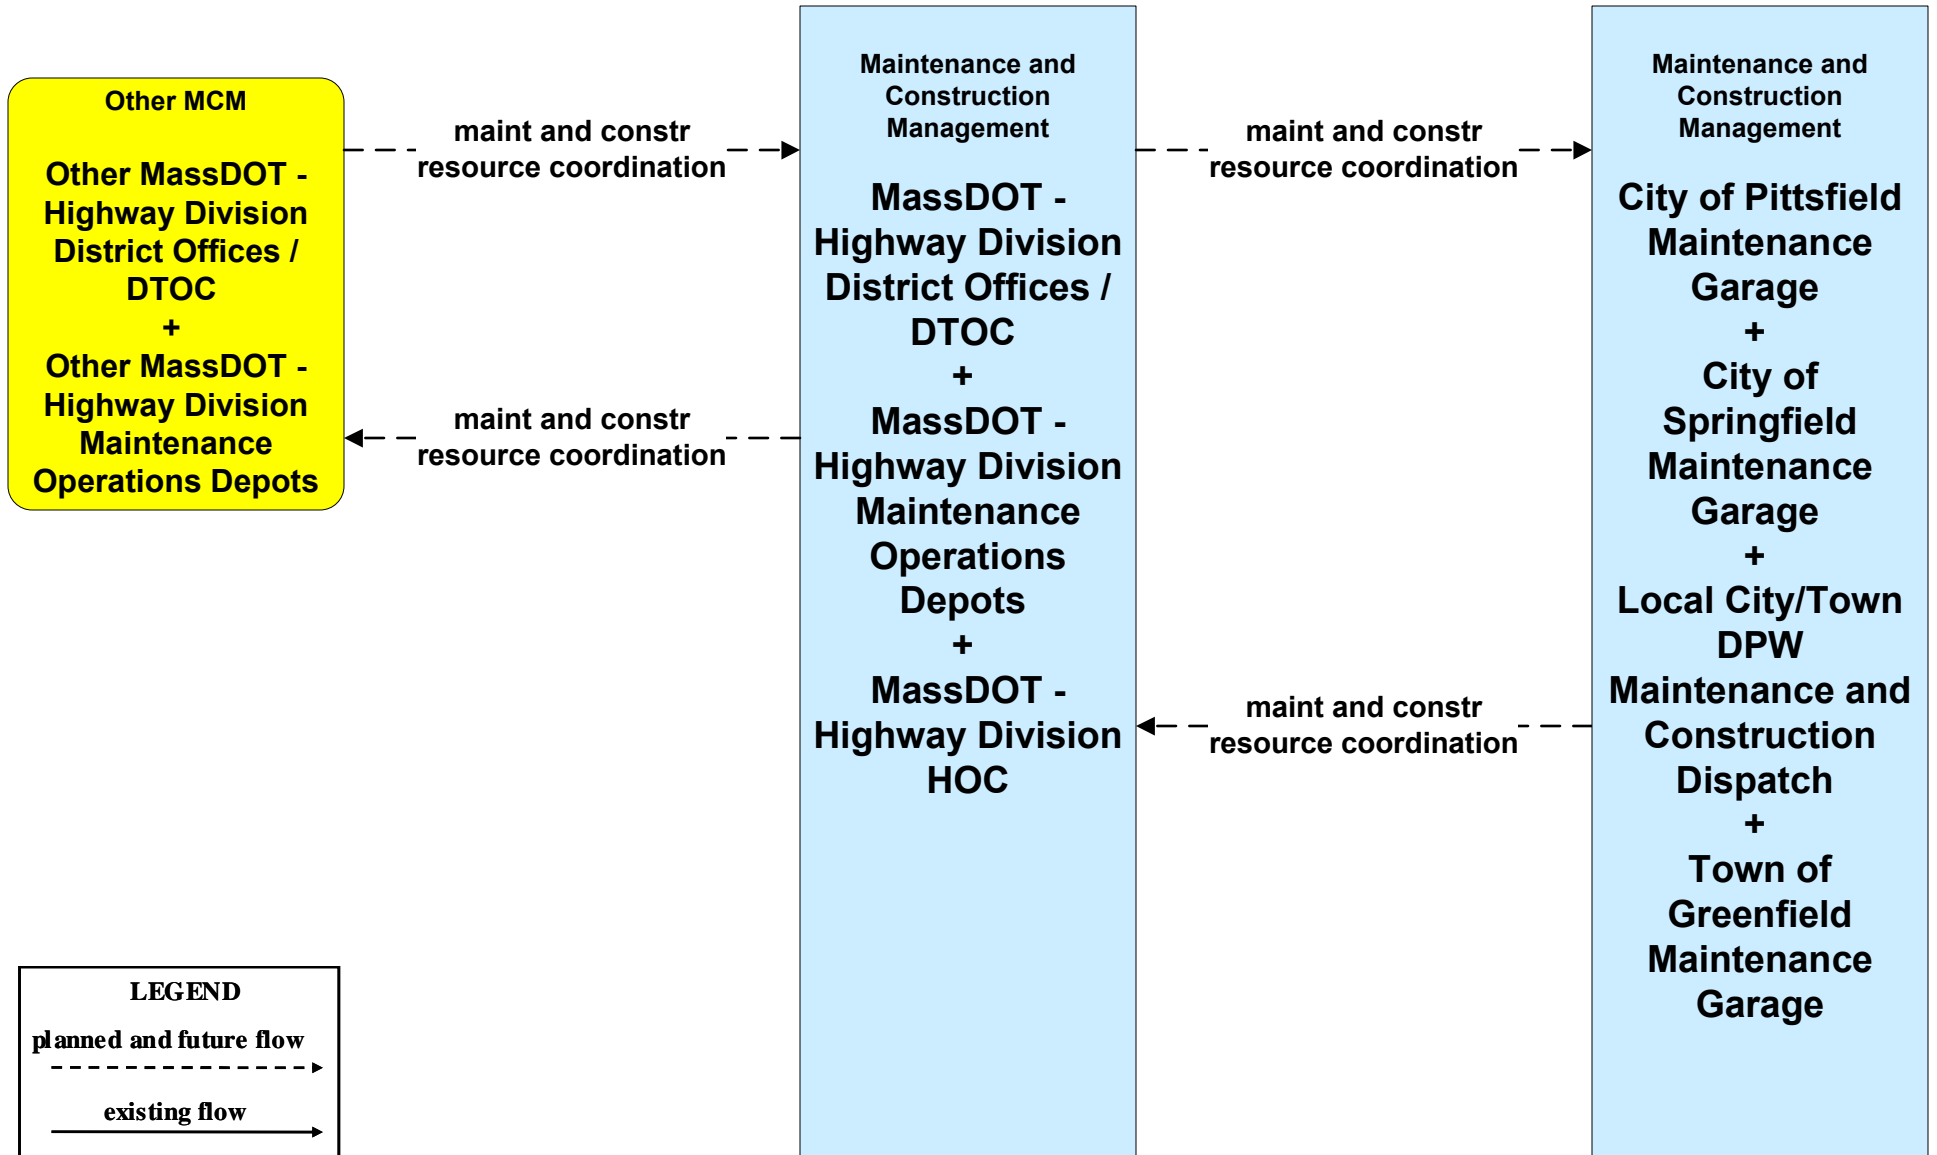 Other MCM
Other MassDOT -
Highway Division
District Offices /
DTOC
+
Other MassDOT -
Highway Division
Maintenance
Operations Depots
maint and constr
resource coordination
maint and constr
resource coordination
Maintenance and
Construction
Management
MassDOT -
Highway Division
District Offices /
DTOC
+
MassDOT -
Highway Division
Maintenance
Operations
Depots
+
MassDOT -
Highway Division
HOC
maint and constr
resource coordination
maint and constr
resource coordination
Maintenance and
Construction
Management
City of Pittsfield
Maintenance
Garage
+
City of
Springfield
Maintenance
Garage
+
Local City/Town
DPW
Maintenance and
Construction
Dispatch
+
Town of
Greenfield
Maintenance
Garage
LEGEND
planned and future flow
existing flow